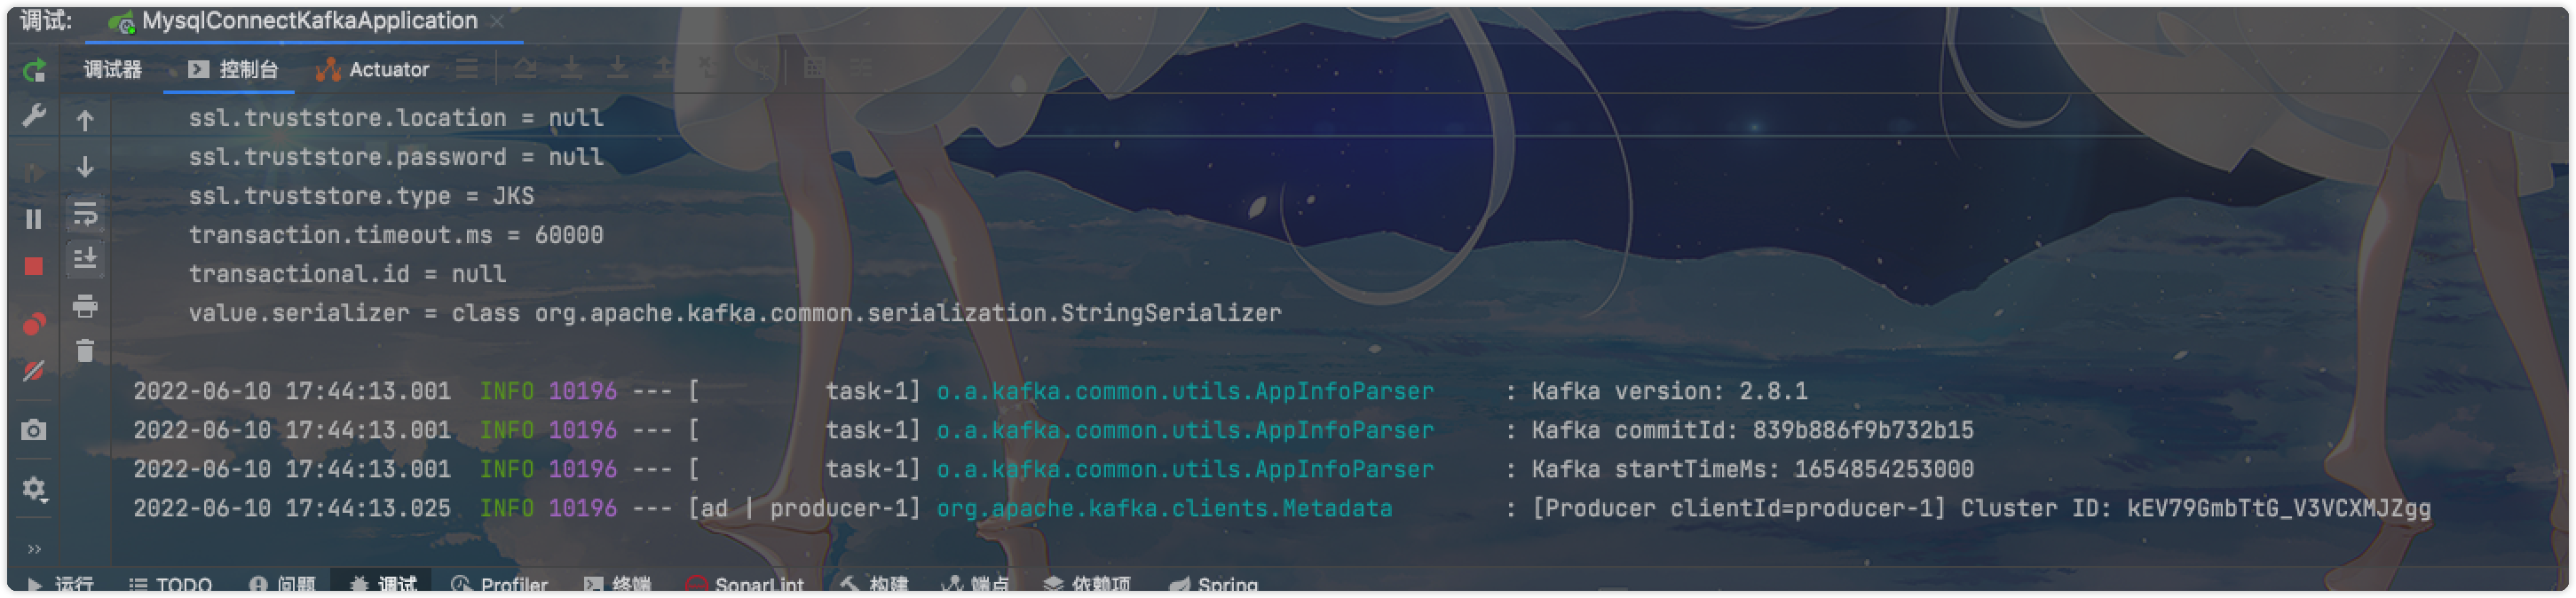 调试: MysqlConnectKafkaApplication
调试器 控制台 Actuator
ssl.truststore.location = null
ssl.truststore.password = null
ssl.truststore.type = JKS
transaction.timeout.ms = 60000
transactional.id = null
value.serializer = class org.apache.kafka.common.serialization.StringSerializer
2022-06-10 17:44:13.001 INFO 10196 --- [ task-1] o.a.kafka.common.utils.AppInfoParser : Kafka version: 2.8.1
2022-06-10 17:44:13.001 INFO 10196 --- [ task-1] o.a.kafka.common.utils.AppInfoParser : Kafka commitId: 839b886f9b732b15
2022-06-10 17:44:13.001 INFO 10196 --- [ task-1] o.a.kafka.common.utils.AppInfoParser : Kafka startTimeMs: 1654854253000
2022-06-10 17:44:13.025 INFO 10196 --- [ad | producer-1] org.apache.kafka.clients.Metadata : [Producer clientId=producer-1] Cluster ID: kEV79GmbTtG_V3VCXMJZgg
运行 TODO 问题 调试 Profiler 终端 SonarLint 构建 端点 依赖项 Spring